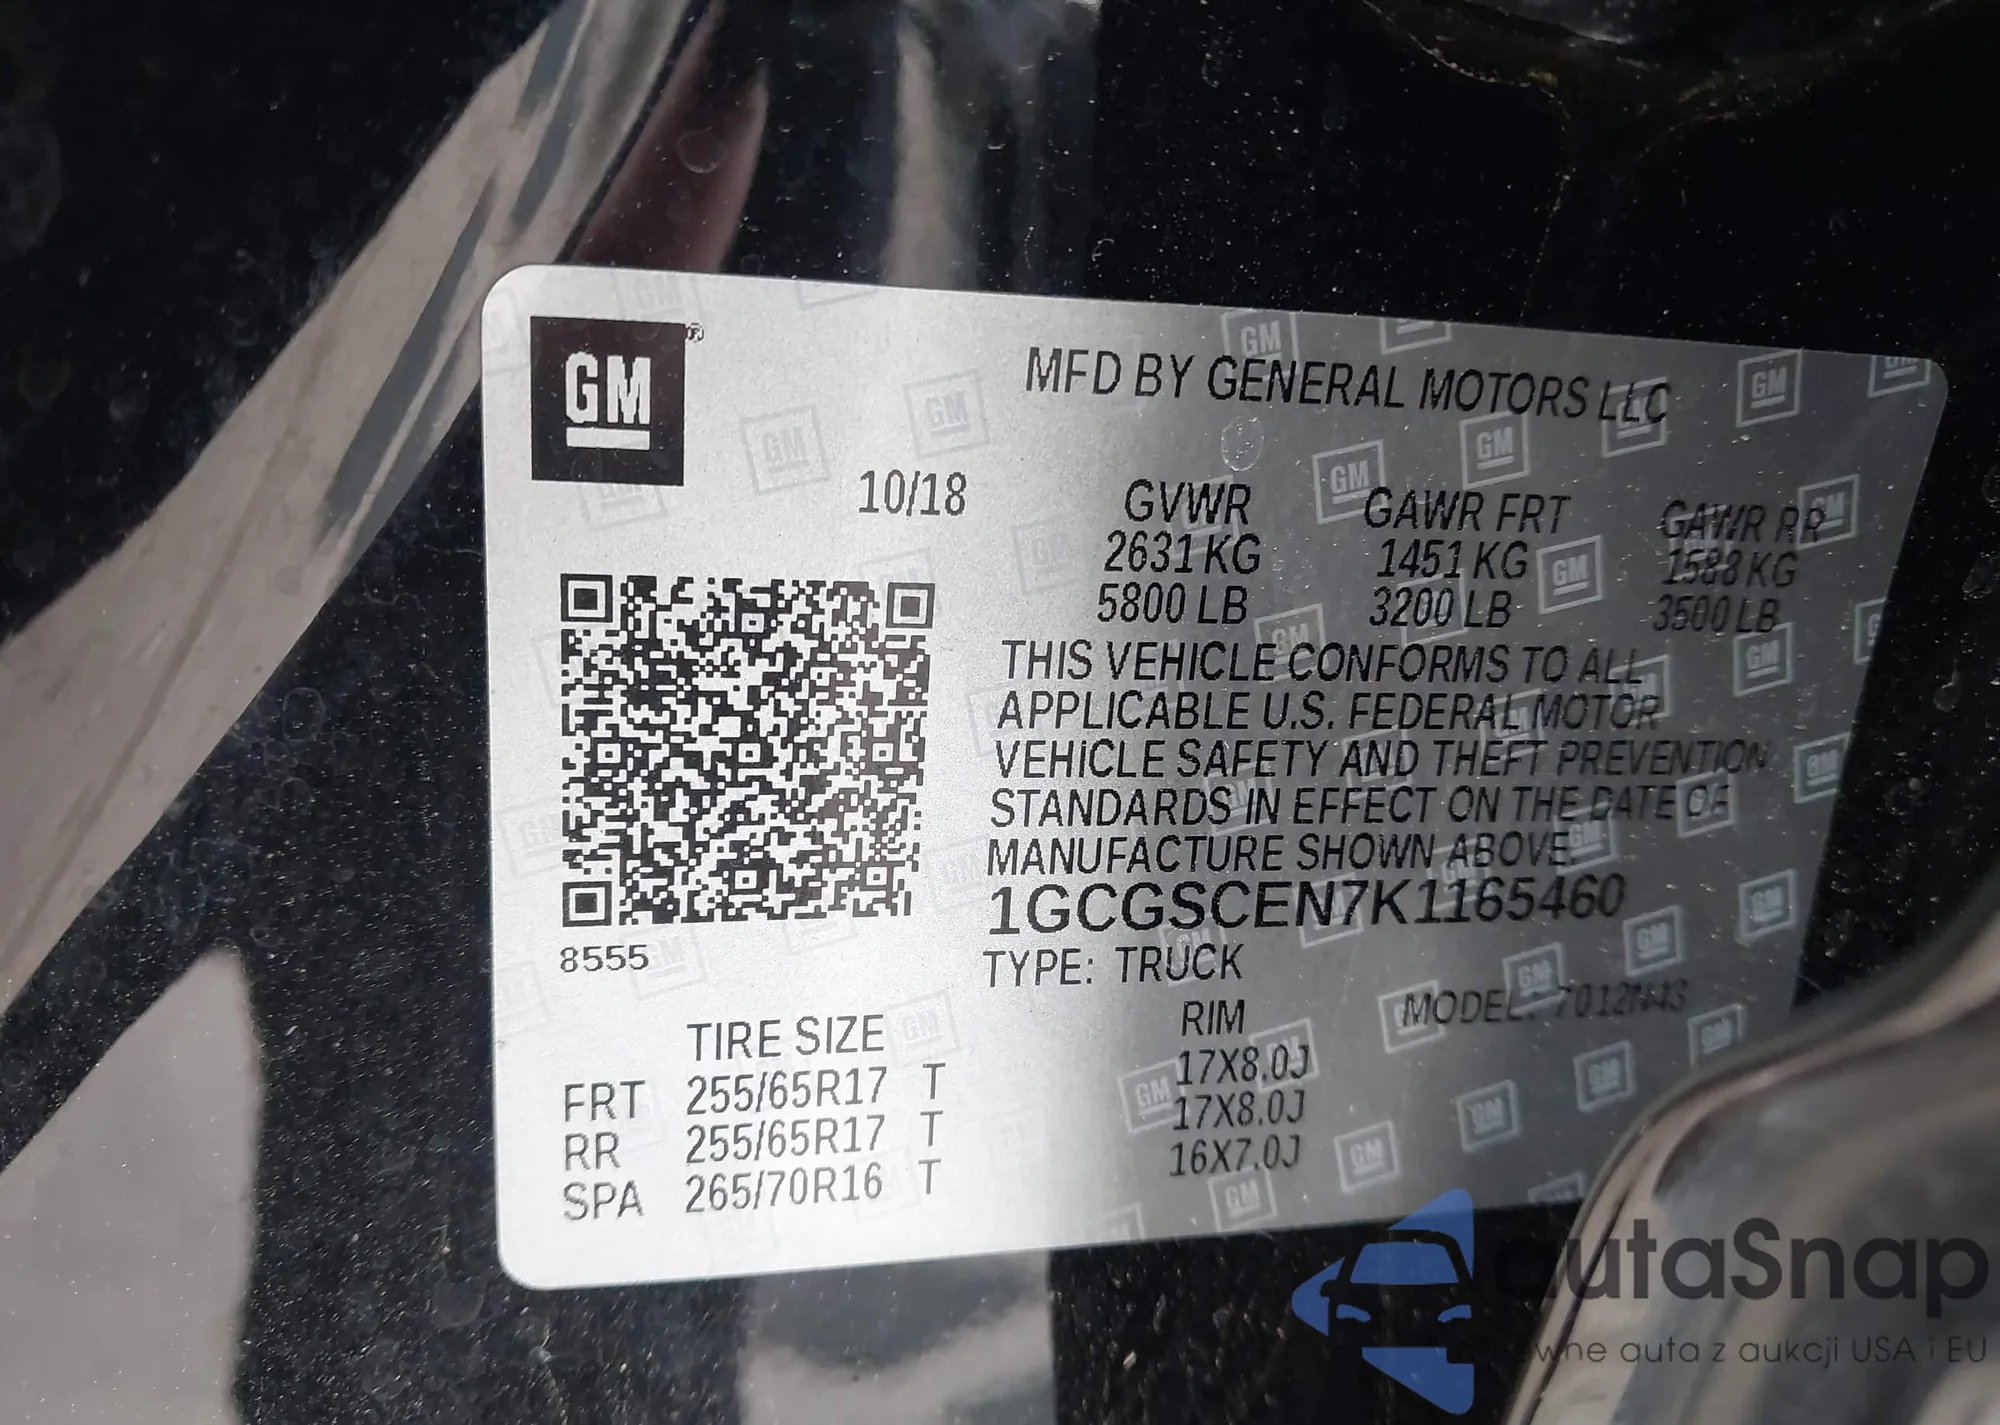 GM®
MFD BY GENERAL MOTORS LLC
10/18
GVWR GAWR FRT GAWR RR
2631 KG 1451 KG 1588 KG
5800 LB 3200 LB 3500 LB
THIS VEHICLE CONFORMS TO ALL
APPLICABLE U.S. FEDERAL MOTOR
VEHICLE SAFETY AND THEFT PREVENTION
STANDARDS IN EFFECT ON THE DATE OF
MANUFACTURE SHOWN ABOVE.
1GCGSCEN7K1165460
8555
TYPE: TRUCK
MODEL: 7012N43
TIRE SIZE RIM
FRT 255/65R17 T 17X8.0J
RR 255/65R17 T 17X8.0J
SPA 265/70R16 T 16X7.0J
autaSnap
Pewne auta z aukcji USA i EU